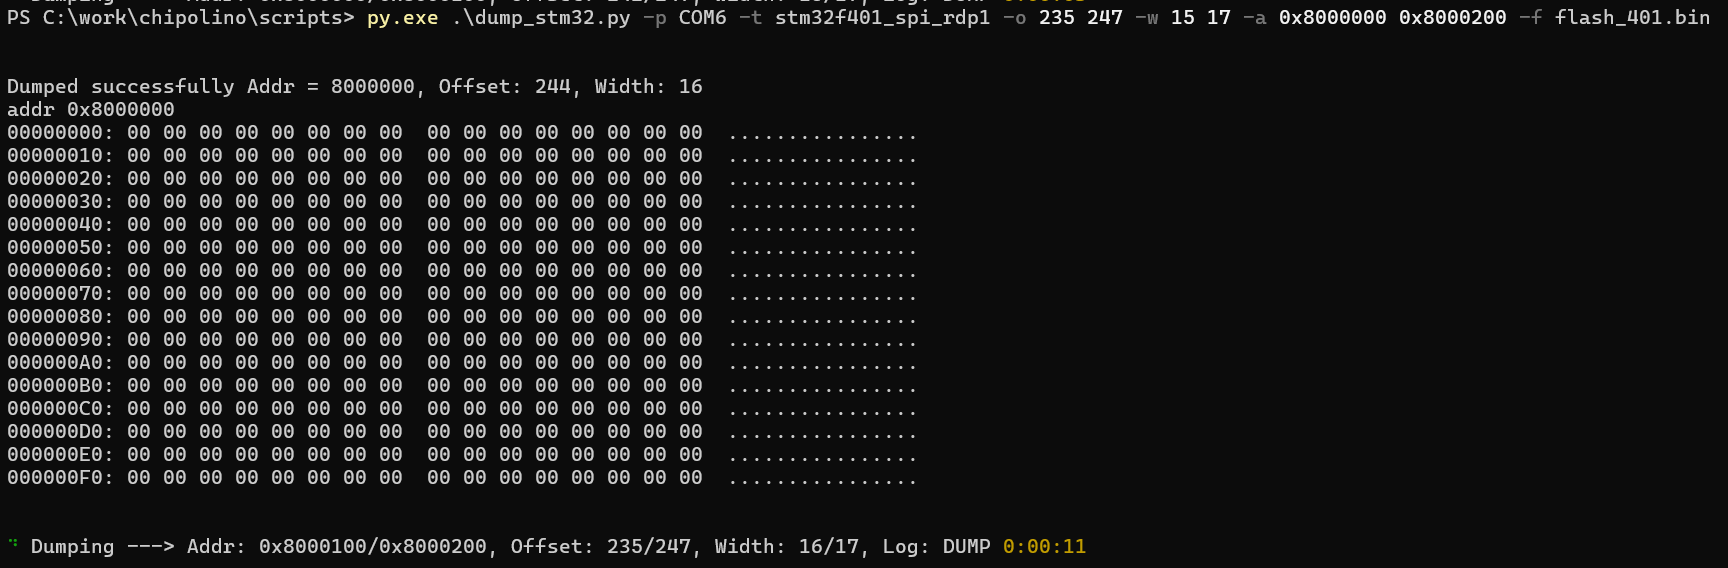 PS C:\work\chipolino\scripts> py.exe .\dump_stm32.py -p COM6 -t stm32f401_spi_rdp1 -o 235 247 -w 15 17 -a 0x8000000 0x8000200 -f flash_401.bin
Dumped successfully Addr = 8000000, Offset: 244, Width: 16
addr 0x8000000
00000000: 00 00 00 00 00 00 00 00  00 00 00 00 00 00 00 00  ................
00000010: 00 00 00 00 00 00 00 00  00 00 00 00 00 00 00 00  ................
00000020: 00 00 00 00 00 00 00 00  00 00 00 00 00 00 00 00  ................
00000030: 00 00 00 00 00 00 00 00  00 00 00 00 00 00 00 00  ................
00000040: 00 00 00 00 00 00 00 00  00 00 00 00 00 00 00 00  ................
00000050: 00 00 00 00 00 00 00 00  00 00 00 00 00 00 00 00  ................
00000060: 00 00 00 00 00 00 00 00  00 00 00 00 00 00 00 00  ................
00000070: 00 00 00 00 00 00 00 00  00 00 00 00 00 00 00 00  ................
00000080: 00 00 00 00 00 00 00 00  00 00 00 00 00 00 00 00  ................
00000090: 00 00 00 00 00 00 00 00  00 00 00 00 00 00 00 00  ................
000000A0: 00 00 00 00 00 00 00 00  00 00 00 00 00 00 00 00  ................
000000B0: 00 00 00 00 00 00 00 00  00 00 00 00 00 00 00 00  ................
000000C0: 00 00 00 00 00 00 00 00  00 00 00 00 00 00 00 00  ................
000000D0: 00 00 00 00 00 00 00 00  00 00 00 00 00 00 00 00  ................
000000E0: 00 00 00 00 00 00 00 00  00 00 00 00 00 00 00 00  ................
000000F0: 00 00 00 00 00 00 00 00  00 00 00 00 00 00 00 00  ................
Dumping ---> Addr: 0x8000100/0x8000200, Offset: 235/247, Width: 16/17, Log: DUMP 0:00:11